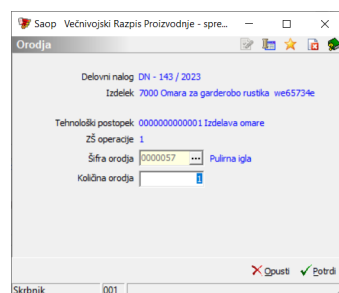 Saop Večnivojski Razpis Proizvodnje - spre...
Orodja
Delovni nalog DN - 143 / 2023
Izdelek 7000 Omara za garderobo rustika we65734e
Tehnološki postopek 0000000000001 Izdelava omare
ZŠ operacije 1
Šifra orodja 0000057 ... Pulirna igla
Količina orodja 1
Opusti Potrdi
Skrbnik 001